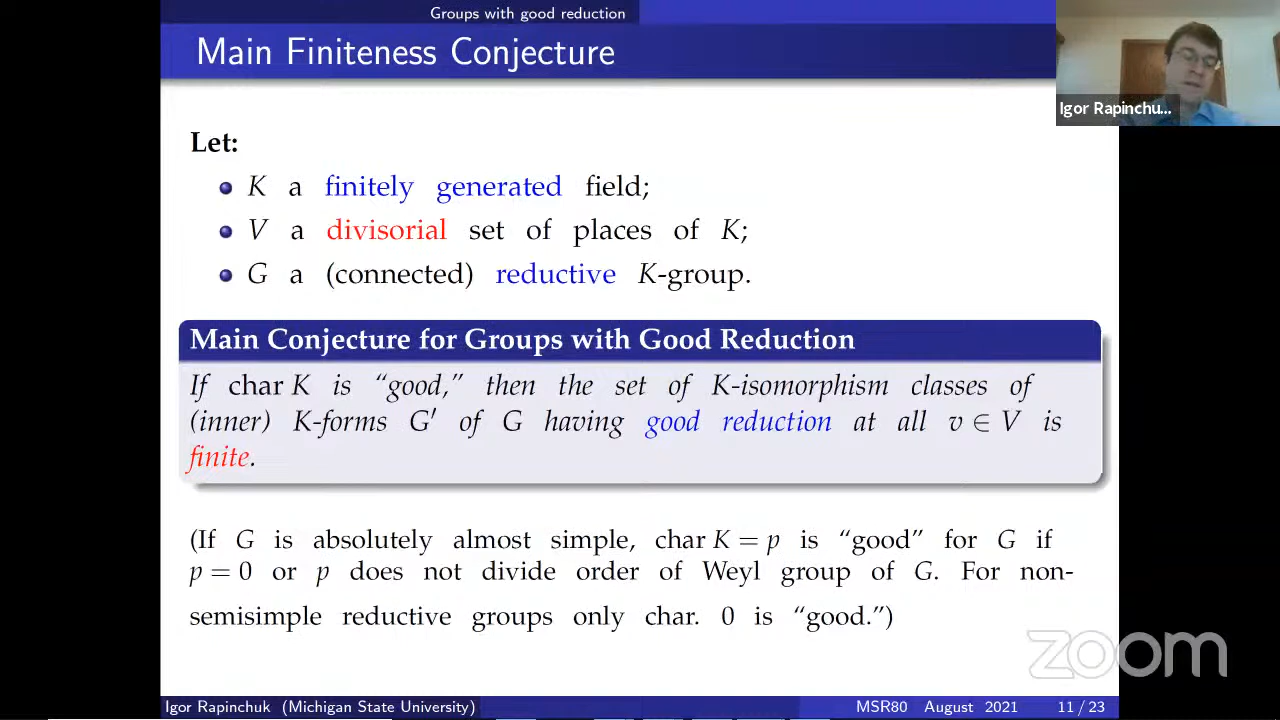 Groups with good reduction
Main Finiteness Conjecture
Igor Rapinchu...
Let:
K a finitely generated field;
V a divisorial set of places of K;
G a (connected) reductive K-group.
Main Conjecture for Groups with Good Reduction
If char K is “good,” then the set of K-isomorphism classes of
(inner) K-forms G′ of G having good reduction at all v ∈ V is
finite.
(If G is absolutely almost simple, char K = p is “good” for G if
p = 0 or p does not divide order of Weyl group of G. For non-
semisimple reductive groups only char. 0 is “good.”)
zoom
Igor Rapinchuk (Michigan State University)
MSR80 August 2021
11 / 23